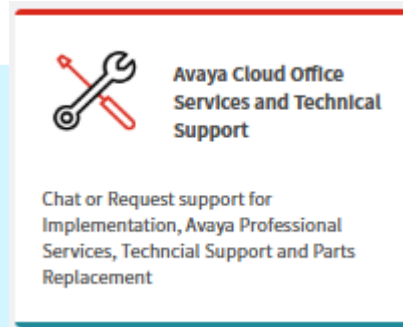 Avaya Cloud Office
Services and Technical
Support
Chat or Request support for
Implementation, Avaya Professional
Services, Techncial Support and Parts
Replacement